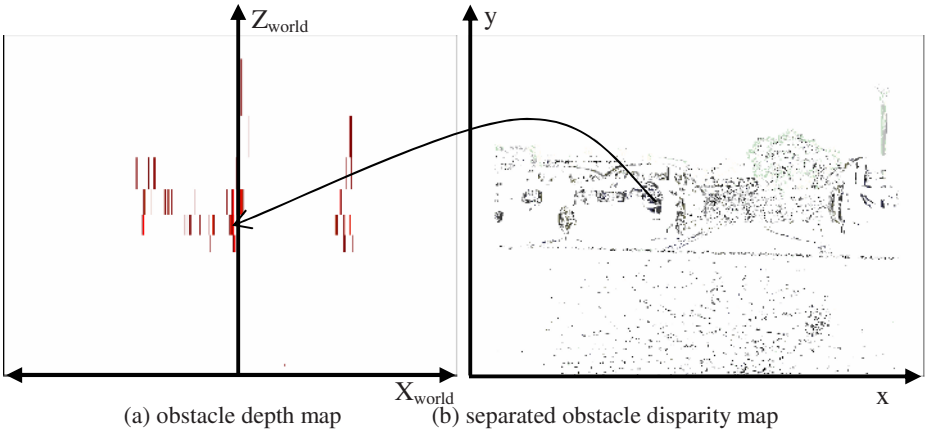 Z_world
y
X_world
x
(a) obstacle depth map
(b) separated obstacle disparity map